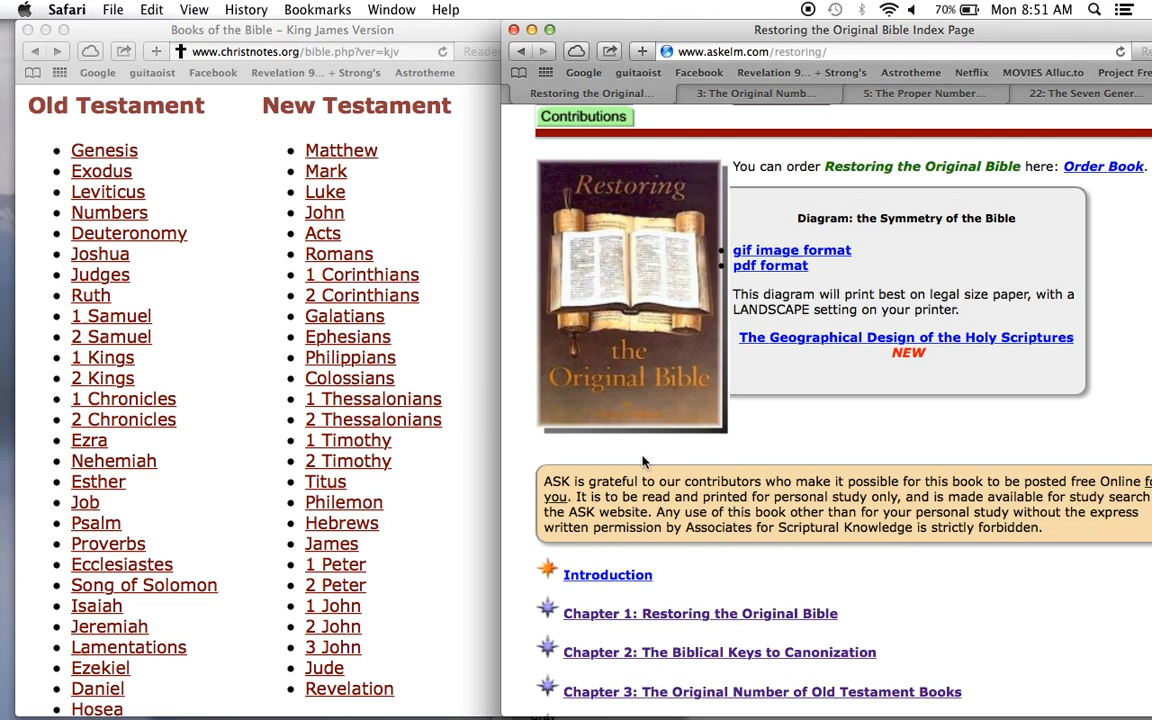 Safari File Edit View History Bookmarks Window Help 70% Mon 8:51 AM
Books of the Bible – King James Version
www.christnotes.org/bible.php?ver=kjv Reade
Google guitaoist Facebook Revelation 9... + Strong's Astrotheme
Old Testament
Genesis
Exodus
Leviticus
Numbers
Deuteronomy
Joshua
Judges
Ruth
1 Samuel
2 Samuel
1 Kings
2 Kings
1 Chronicles
2 Chronicles
Ezra
Nehemiah
Esther
Job
Psalm
Proverbs
Ecclesiastes
Song of Solomon
Isaiah
Jeremiah
Lamentations
Ezekiel
Daniel
Hosea
New Testament
Matthew
Mark
Luke
John
Acts
Romans
1 Corinthians
2 Corinthians
Galatians
Ephesians
Philippians
Colossians
1 Thessalonians
2 Thessalonians
1 Timothy
2 Timothy
Titus
Philemon
Hebrews
James
1 Peter
2 Peter
1 John
2 John
3 John
Jude
Revelation
Restoring the Original Bible Index Page
www.askelm.com/restoring/ Re
Google guitaoist Facebook Revelation 9... + Strong's Astrotheme Netflix MOVIES Alluc.to Project Fre
Restoring the Original... 3: The Original Numb... 5: The Proper Number... 22: The Seven Gener...
Contributions
Restoring
the
Original Bible
You can order Restoring the Original Bible here: Order Book.
Diagram: the Symmetry of the Bible
gif image format
pdf format
This diagram will print best on legal size paper, with a
LANDSCAPE setting on your printer.
The Geographical Design of the Holy Scriptures
NEW
ASK is grateful to our contributors who make it possible for this book to be posted free Online
you. It is to be read and printed for personal study only, and is made available for study search
the ASK website. Any use of this book other than for your personal study without the express
written permission by Associates for Scriptural Knowledge is strictly forbidden.
Introduction
Chapter 1: Restoring the Original Bible
Chapter 2: The Biblical Keys to Canonization
Chapter 3: The Original Number of Old Testament Books